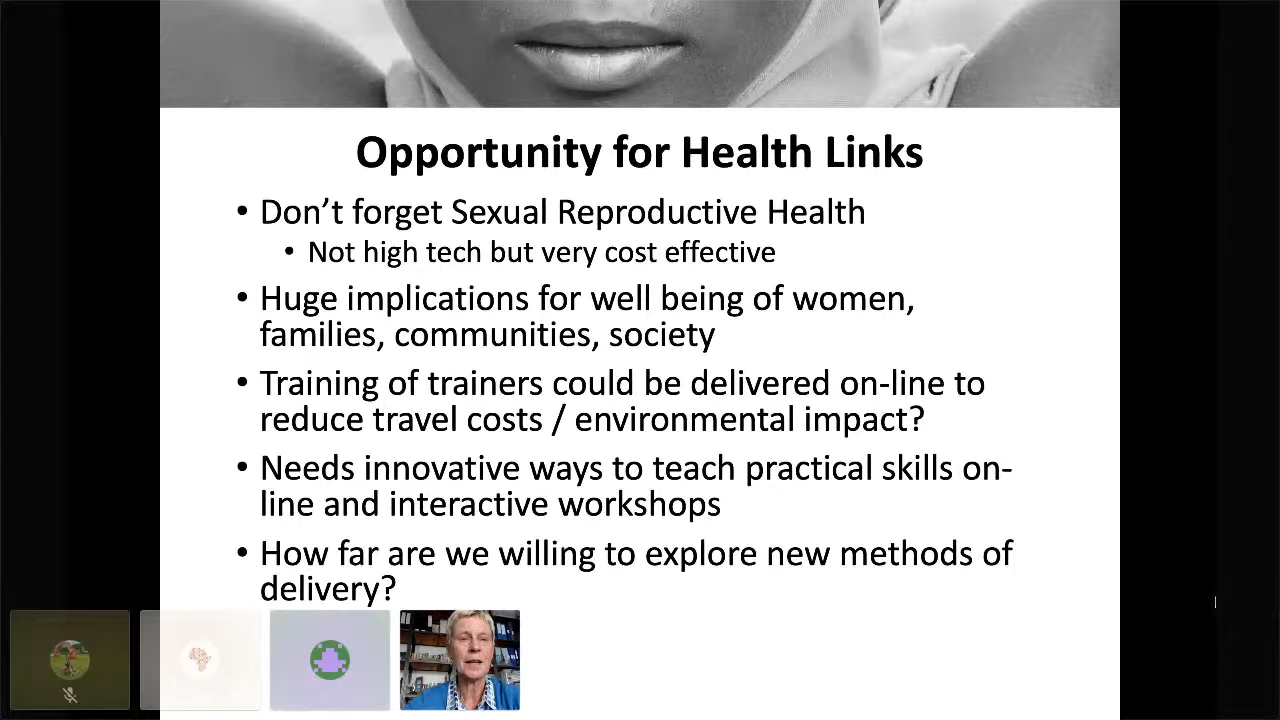 Opportunity for Health Links
• Don’t forget Sexual Reproductive Health
• Not high tech but very cost effective
• Huge implications for well being of women,
families, communities, society
• Training of trainers could be delivered on-line to
reduce travel costs / environmental impact?
• Needs innovative ways to teach practical skills on-
line and interactive workshops
• How far are we willing to explore new methods of
delivery?